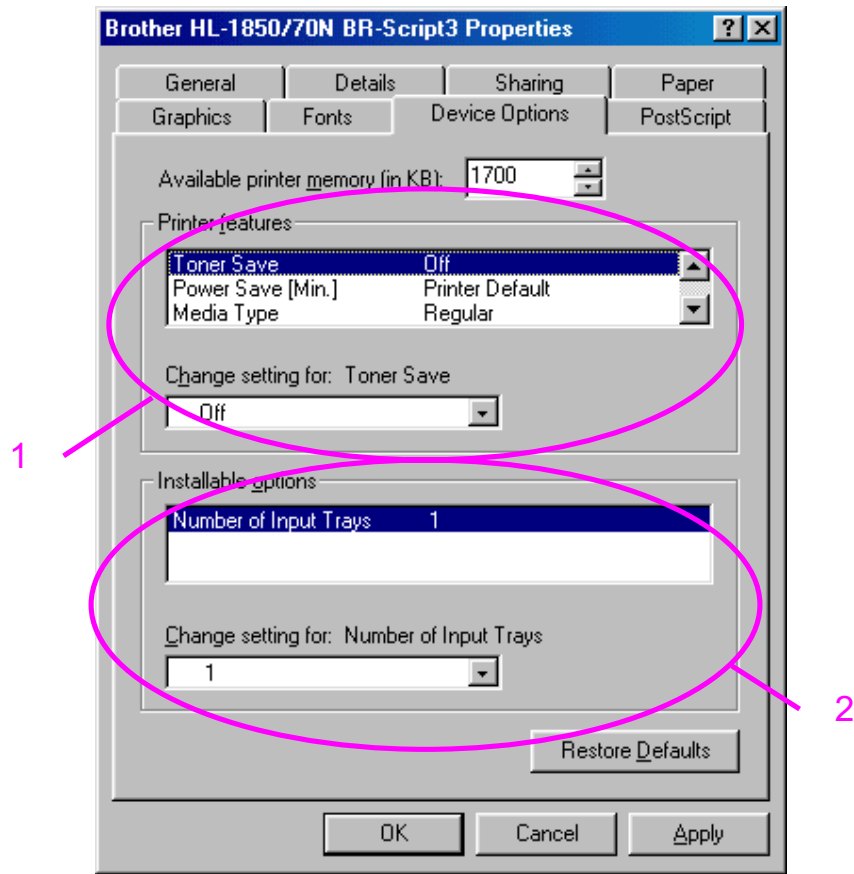 Brother HL-1850/70N BR-Script3 Properties
General Details Sharing Paper
Graphics Fonts Device Options PostScript
Available printer memory (in KB): 1700
Printer features
Toner Save Off
Power Save [Min.] Printer Default
Media Type Regular
Change setting for: Toner Save
Off
1
Installable options
Number of Input Trays 1
Change setting for: Number of Input Trays
1
2
Restore Defaults
OK Cancel Apply